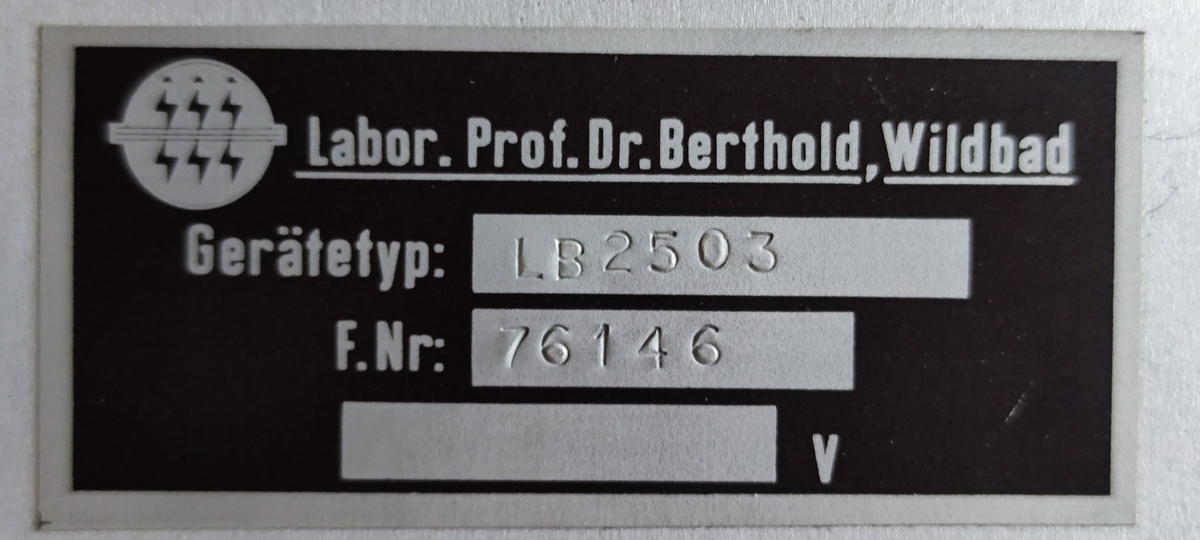 Labor. Prof. Dr. Berthold, Wildbad
Gerätetyp: LB2503
F.Nr: 76146
V